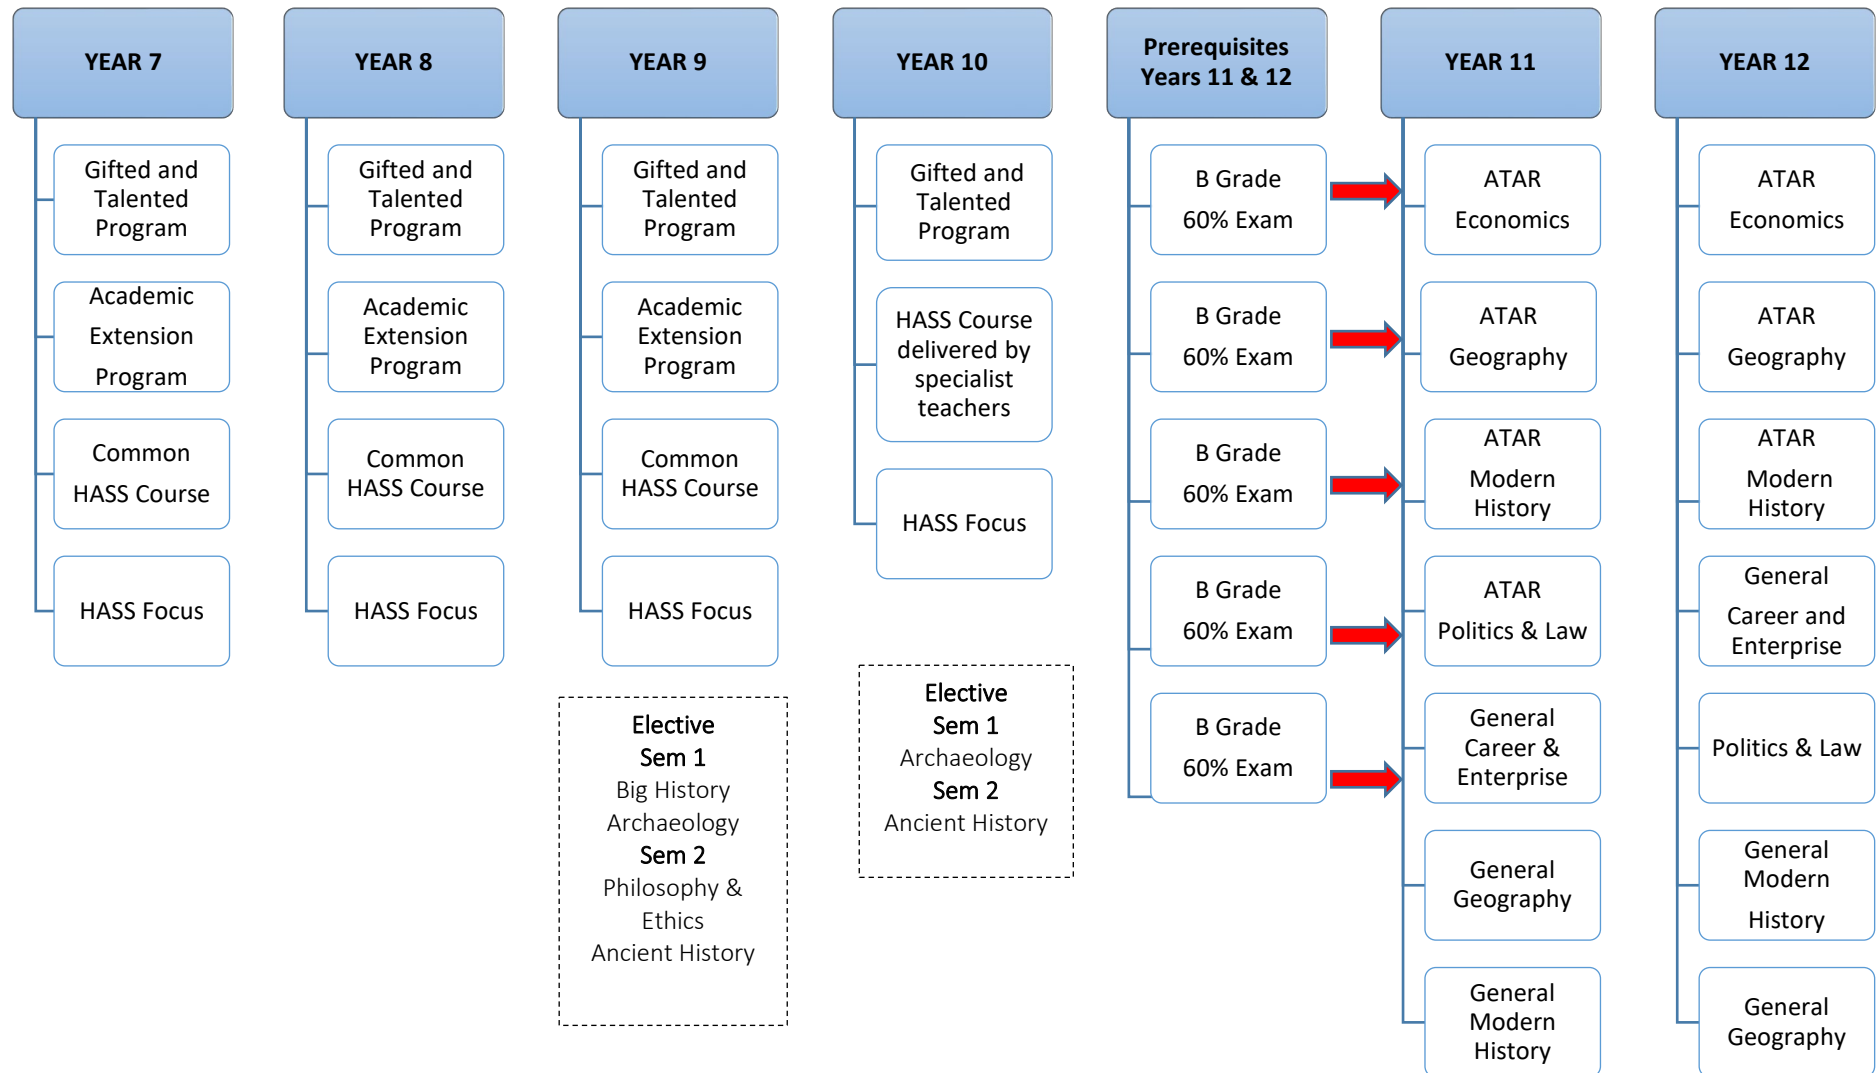 YEAR 7
Gifted and
Talented
Program
Academic
Extension
Program
Common
HASS Course
HASS Focus
YEAR 8
Gifted and
Talented
Program
Academic
Extension
Program
Common
HASS Course
HASS Focus
YEAR 9
Gifted and
Talented
Program
Academic
Extension
Program
Common
HASS Course
HASS Focus
Elective
Sem 1
Big History
Archaeology
Sem 2
Philosophy &
Ethics
Ancient History
YEAR 10
Gifted and
Talented
Program
HASS Course
delivered by
specialist
teachers
HASS Focus
Elective
Sem 1
Archaeology
Sem 2
Ancient History
Prerequisites
Years 11 & 12
B Grade
60% Exam
B Grade
60% Exam
B Grade
60% Exam
B Grade
60% Exam
B Grade
60% Exam
YEAR 11
ATAR
Economics
ATAR
Geography
ATAR
Modern
History
ATAR
Politics & Law
General
Career &
Enterprise
General
Geography
General
Modern
History
YEAR 12
ATAR
Economics
ATAR
Geography
ATAR
Modern
History
General
Career and
Enterprise
Politics & Law
General
Modern
History
General
Geography